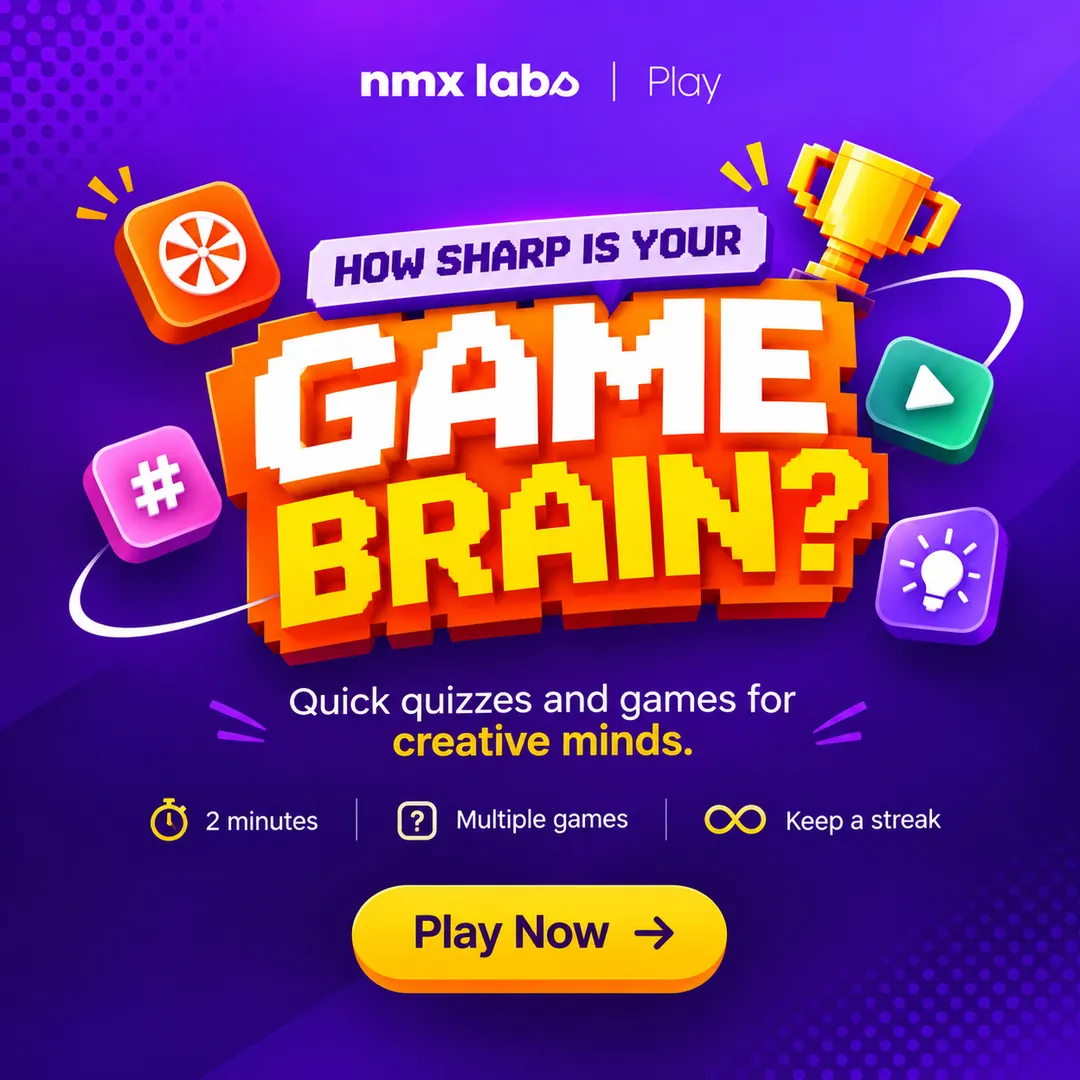 nmx labs | Play
HOW SHARP IS YOUR
GAME
BRAIN?
#
Quick quizzes and games for
creative minds.
2 minutes
?
Multiple games
Keep a streak
Play Now →